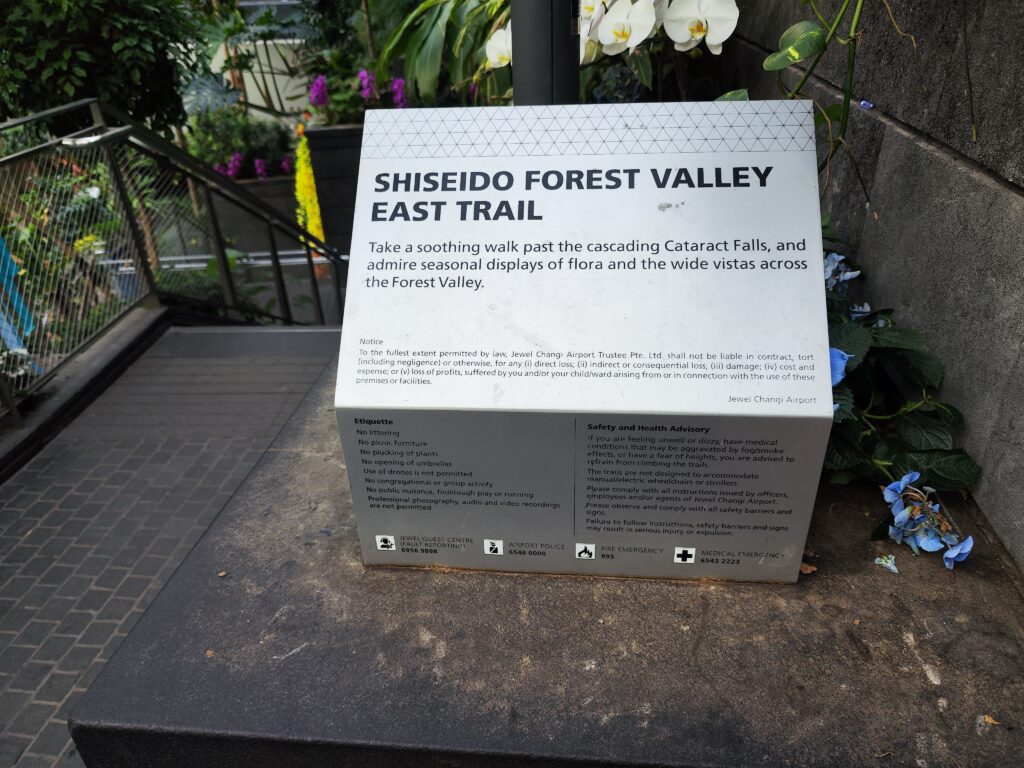 SHISEIDO FOREST VALLEY
EAST TRAIL
Take a soothing walk past the cascading Cataract Falls, and
admire seasonal displays of flora and the wide vistas across
the Forest Valley.
Notice
To the fullest extent permitted by law, Jewel Changi Airport Trustee Pte. Ltd. shall not be liable in contract, tort
(including negligence) or otherwise, for any (i) direct loss; (ii) indirect or consequential loss; (iii) damage; (iv) cost and
expense; or (v) loss of profits, suffered by you and/or your child/ward arising from or in connection with the use of these
premises or facilities.
Jewel Changi Airport
Etiquette
No littering
No picnic furniture
No plucking of plants
No opening of umbrellas
Use of drones is not permitted
No congregational or group activity
No public nuisance, foul/rough play or running
Professional photography, audio and video recordings
are not permitted
Safety and Health Advisory
If you are feeling unwell or dizzy, have medical
conditions that may be aggravated by fog/smoke
effects, or have a fear of heights, you are advised to
refrain from climbing the trails.
The trails are not designed to accommodate
manual/electric wheelchairs or strollers.
Please comply with all instructions issued by officers,
employees and/or agents of Jewel Changi Airport.
Please observe and comply with all safety barriers and
signs.
Failure to follow instructions, safety barriers and signs
may result in serious injury or expulsion.
JEWEL GUEST CENTRE
(FAULT REPORTING)
6956 9898
AIRPORT POLICE
6546 0000
FIRE EMERGENCY
995
MEDICAL EMERGENCY
6543 2223